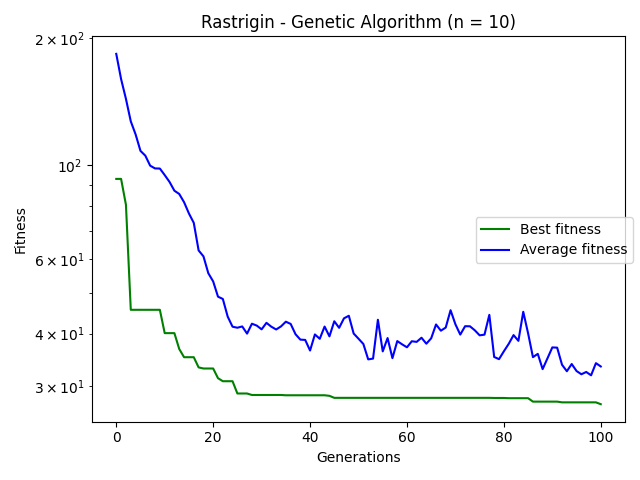 Rastrigin - Genetic Algorithm (n = 10)
2 × 10²
10²
6 × 10¹
4 × 10¹
3 × 10¹
Fitness
Best fitness
Average fitness
0 20 40 60 80 100
Generations